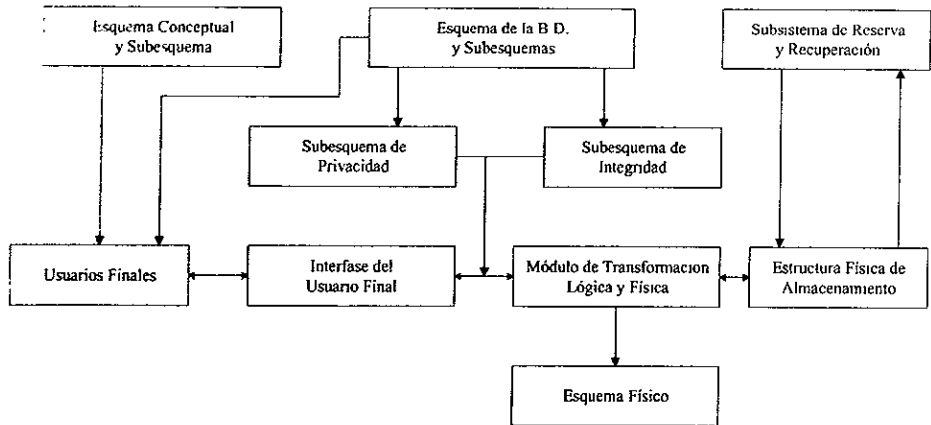 Esquema Conceptual
y Subesquema
Esquema de la B D.
y Subesquemas
Subsistema de Reserva
y Recuperación
Subesquema de
Privacidad
Subesquema de
Integridad
Usuarios Finales
Interfase del
Usuario Final
Módulo de Transformacion
Lógica y Física
Estructura Física de
Almacenamiento
Esquema Físico